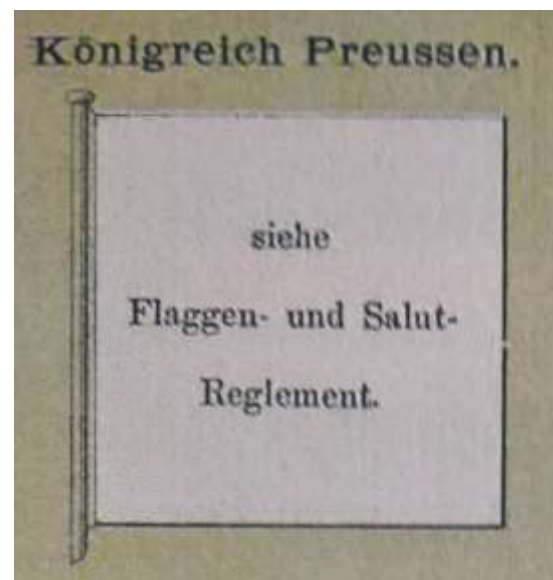 Königreich Preussen.
siehe
Flaggen- und Salut-
Reglement.